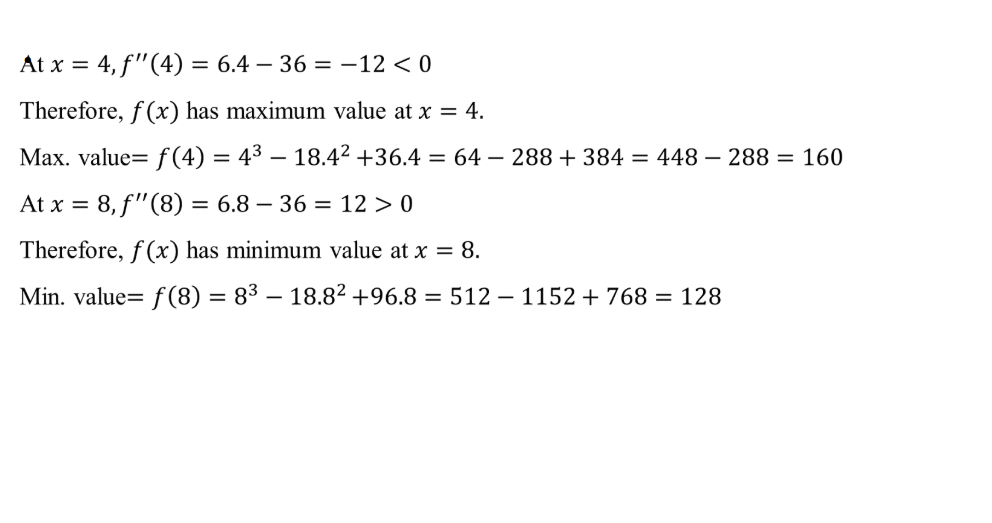 At x = 4, f′′(4) = 6.4 − 36 = −12 < 0
Therefore, f(x) has maximum value at x = 4.
Max. value= f(4) = 4³ − 18.4² +36.4 = 64 − 288 + 384 = 448 − 288 = 160
At x = 8, f′′(8) = 6.8 − 36 = 12 > 0
Therefore, f(x) has minimum value at x = 8.
Min. value= f(8) = 8³ − 18.8² +96.8 = 512 − 1152 + 768 = 128